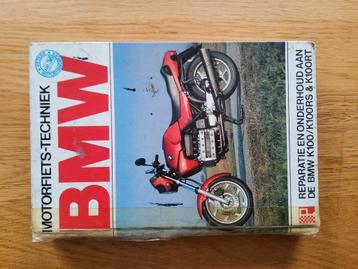 MOTORFIETS-TECHNIEK
BMW
REPARATIE EN ONDERHOUD AAN
DE BMW K100/K100RS & K100RT